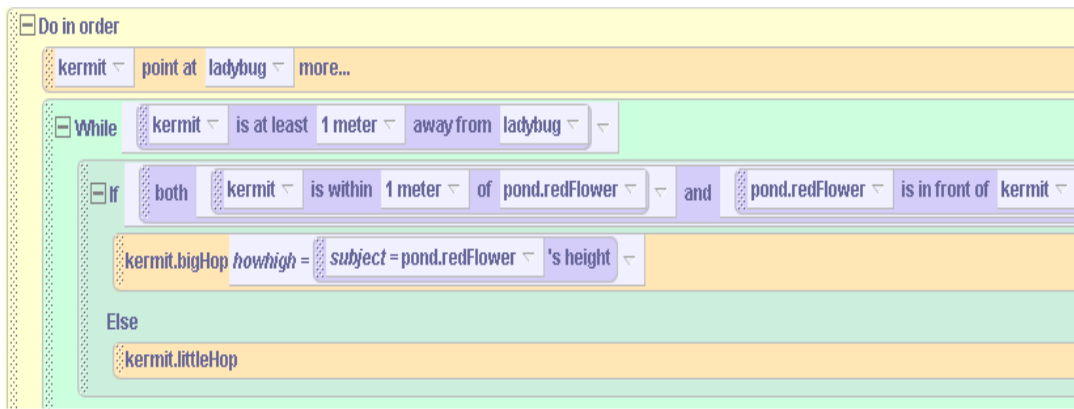 Do in order
kermit point at ladybug more...
While kermit is at least 1 meter away from ladybug
If both kermit is within 1 meter of pond.redFlower and pond.redFlower is in front of kermit
kermit.bigHop howhigh = subject = pond.redFlower 's height
Else
kermit.littleHop